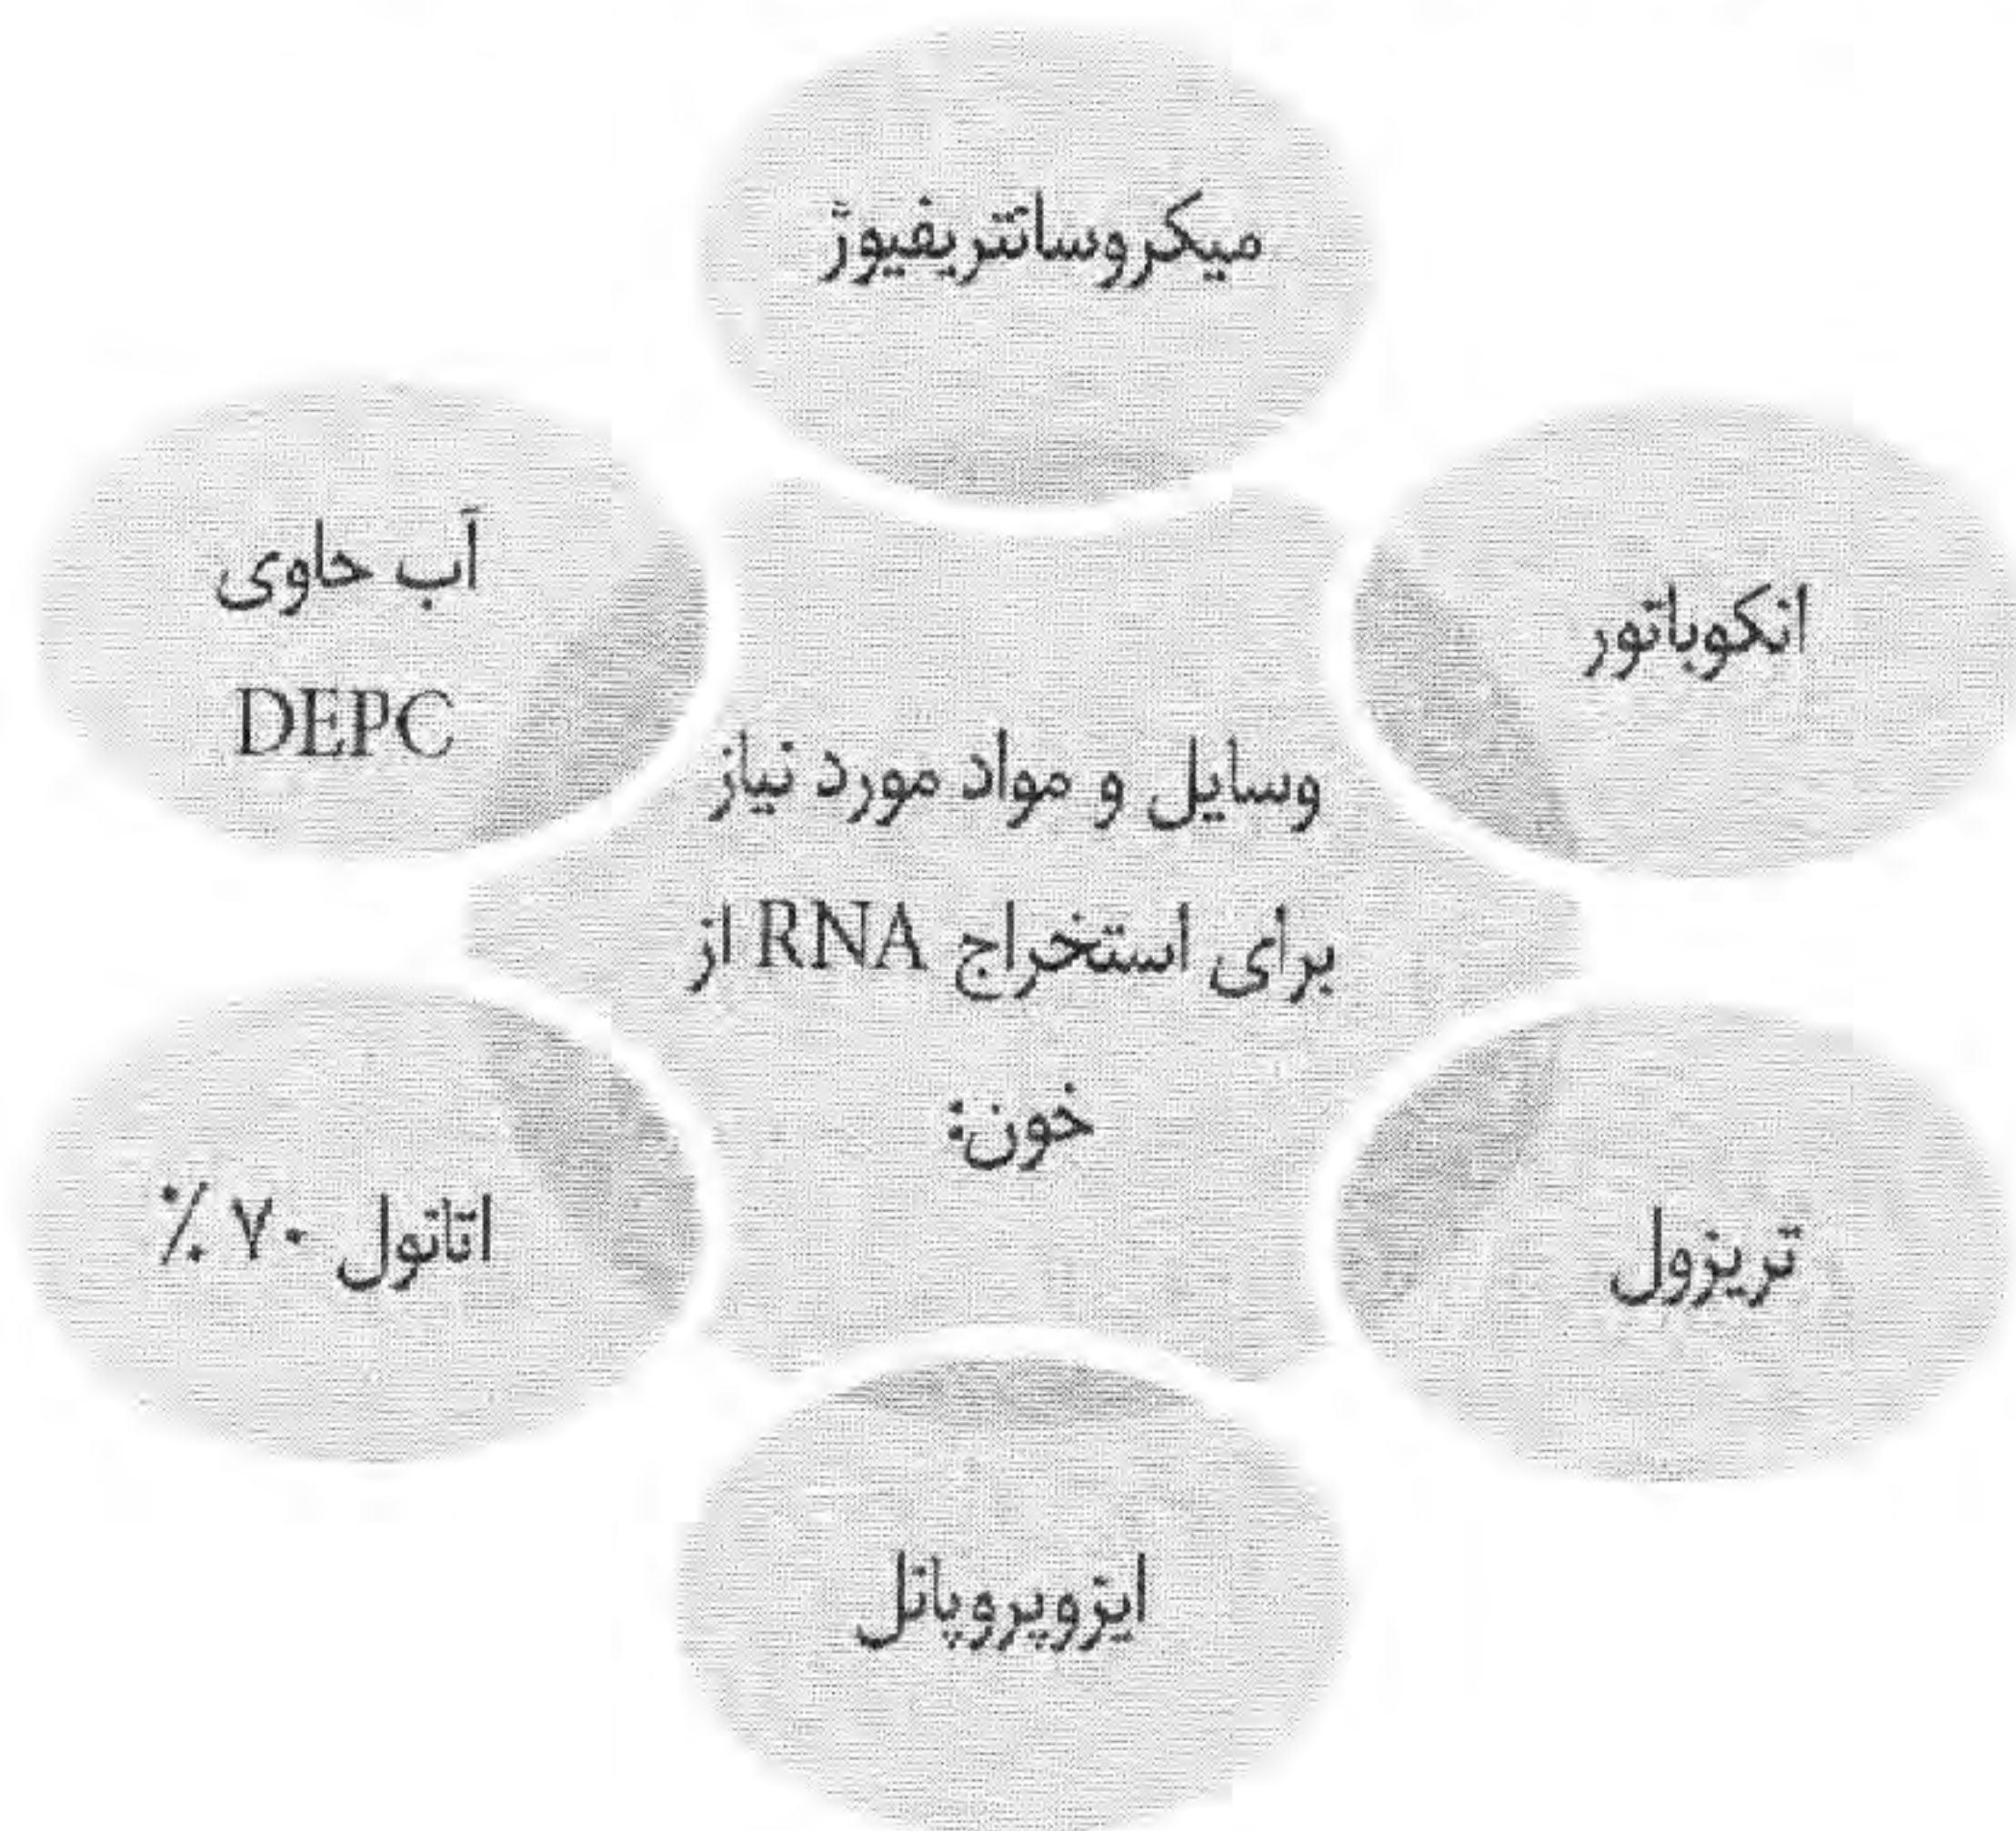 میکروسانتریفیوژ
انکوباتور
آب حاوی
DEPC
وسایل و مواد مورد نیاز
برای استخراج RNA از
خون:
تریزول
اتانول ۷۰ %
ایزوپروپانل